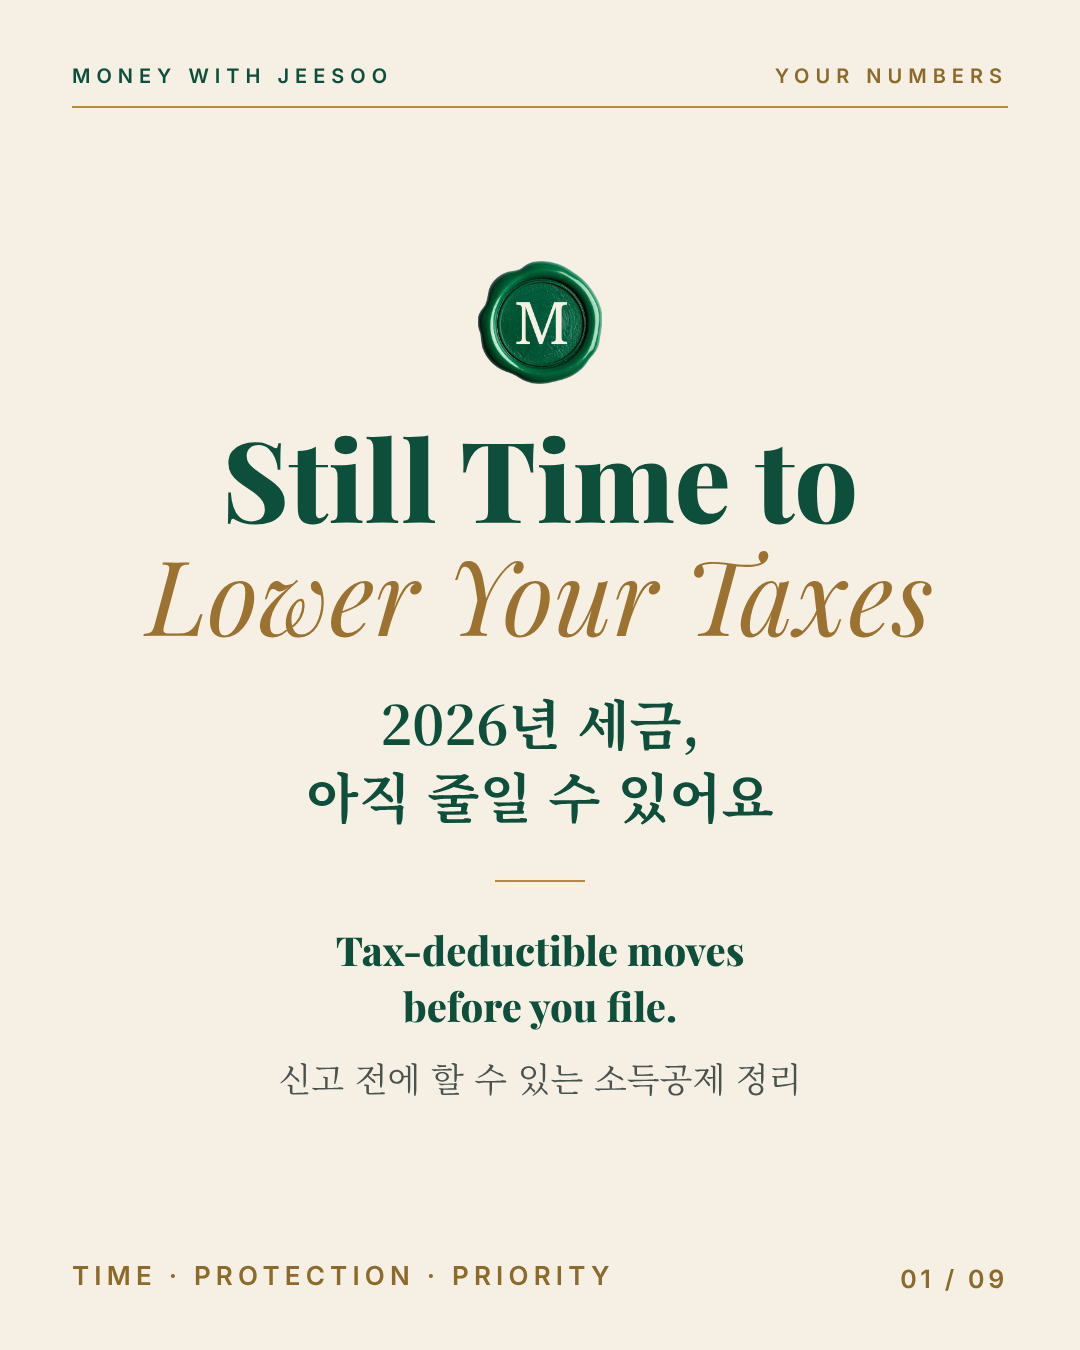 MONEY WITH JEESOO
YOUR NUMBERS
M
Still Time to
Lower Your Taxes
2026년 세금,
아직 줄일 수 있어요
Tax-deductible moves
before you file.
신고 전에 할 수 있는 소득공제 정리
TIME · PROTECTION · PRIORITY
01 / 09